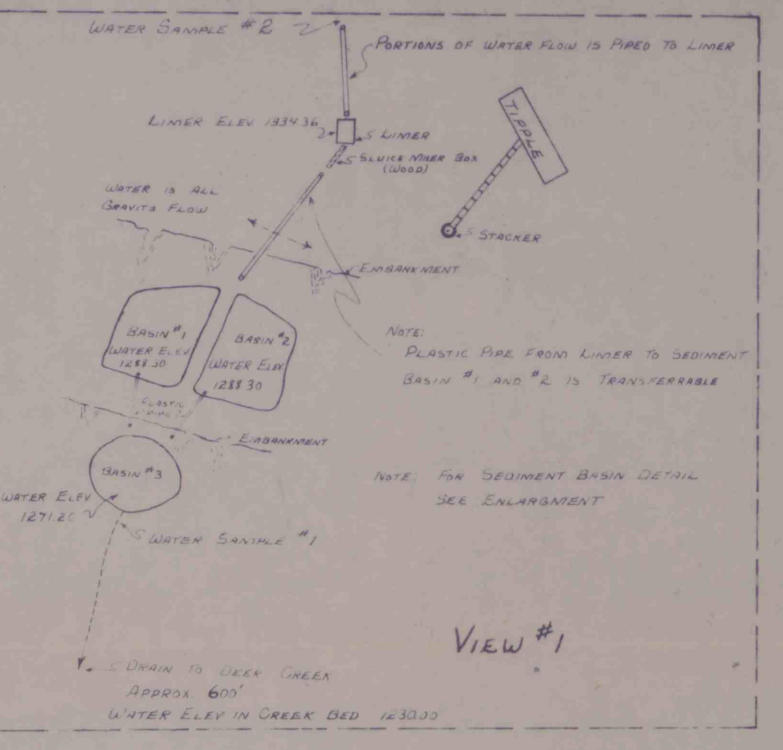 WATER SAMPLE #2
PORTIONS OF WATER FLOW IS PIPED TO LIMER
LIMER ELEV 1334.36
LIMER
SLUICE MIXER BOX
(WOOD)
TIPPLE
STACKER
WATER IS ALL
GRAVITY FLOW
EMBANKMENT
BASIN #1
WATER ELEV
1288.30
BASIN #2
WATER ELEV
1288.30
NOTE:
PLASTIC PIPE FROM LIMER TO SEDIMENT
BASIN #1 AND #2 IS TRANSFERRABLE
PLASTIC
EMBANKMENT
BASIN #3
WATER ELEV
NOTE: FOR SEDIMENT BASIN DETAIL
SEE ENLARGMENT
WATER SAMPLE #1
VIEW #1
DRAIN TO DEER CREEK
APPROX. 600'
WATER ELEV IN CREEK BED 1230.00